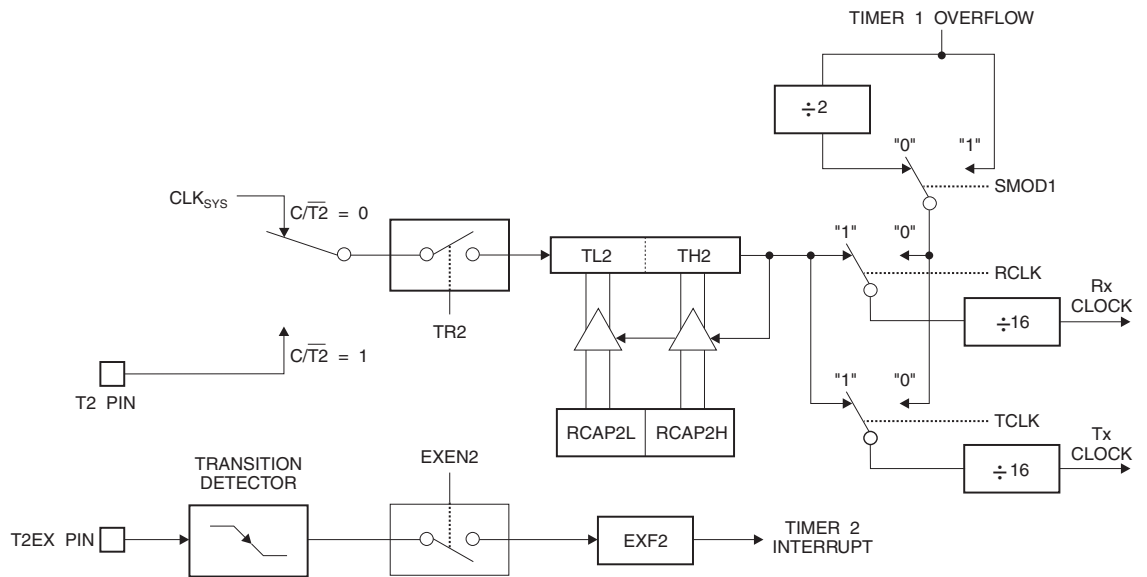 TIMER 1 OVERFLOW
÷2
"0" "1"
SMOD1
CLKSYS
C/T2 = 0
TL2 TH2
"1" "0"
RCLK
Rx
CLOCK
÷16
TR2
C/T2 = 1
T2 PIN
"1" "0"
TCLK
RCAP2L RCAP2H
Tx
CLOCK
÷16
TRANSITION
DETECTOR
EXEN2
T2EX PIN
EXF2
TIMER 2
INTERRUPT